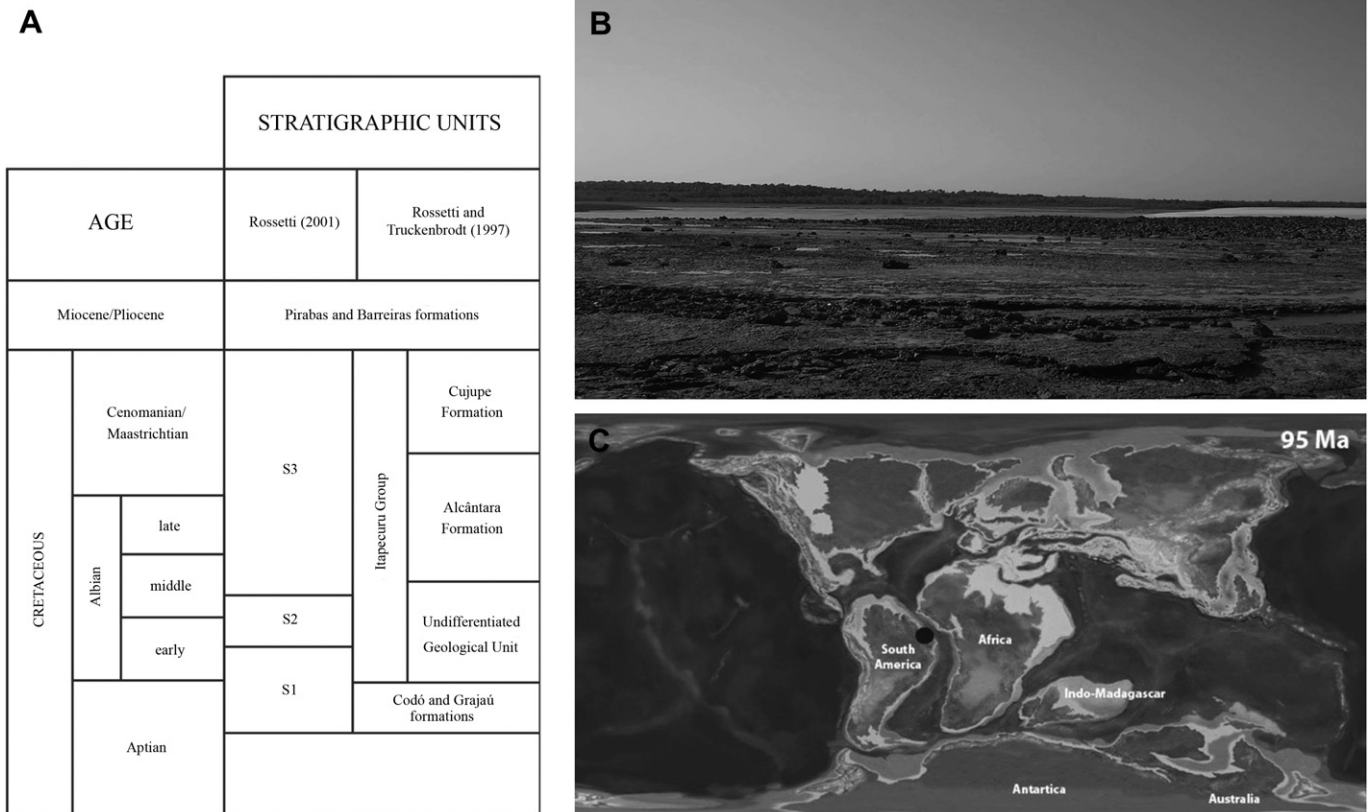 A
STRATIGRAPHIC UNITS
AGE
Rossetti (2001)
Rossetti and
Truckenbrodt (1997)
Miocene/Pliocene
Pirabas and Barreiras formations
CRETACEOUS
Cenomanian/
Maastrichtian
Albian
late
middle
early
Aptian
S3
S2
S1
Itapecuru Group
Cujupe
Formation
Alcântara
Formation
Undifferentiated
Geological Unit
Codó and Grajaú
formations
B
C
95 Ma
South
America
Africa
Indo-Madagascar
Antartica
Australia